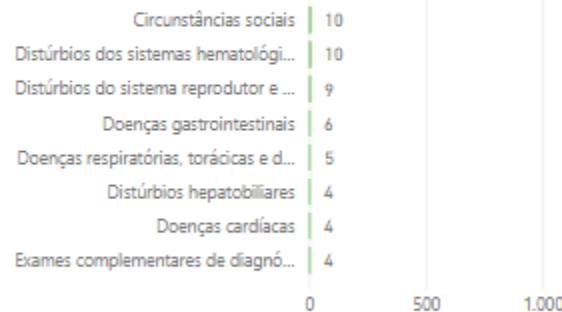 Circunstâncias sociais 10
Distúrbios dos sistemas hematológi... 10
Distúrbios do sistema reprodutor e ... 9
Doenças gastrointestinais 6
Doenças respiratórias, torácicas e d... 5
Distúrbios hepatobiliares 4
Doenças cardíacas 4
Exames complementares de diagnó... 4
0 500 1.000